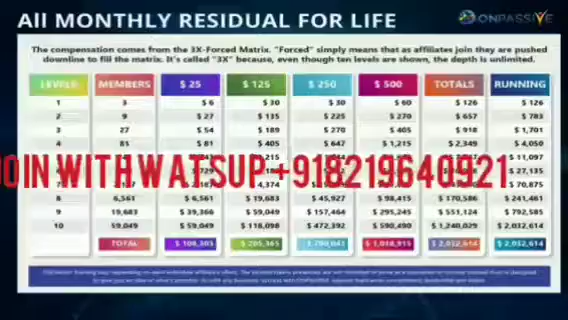 All MONTHLY RESIDUAL FOR LIFE
ONPASSIVE
The compensation comes from the 3X-Forced Matrix. "Forced" simply means that as affiliates join they are pushed
downline to fill the matrix. It's called "3X" because, even though ten levels are shown, the depth is unlimited.
LEVELS MEMBERS $ 25 $ 125 $ 250 $ 500 TOTALS RUNNING
1 3 $ 6 $ 30 $ 30 $ 60 $ 126 $ 126
2 9 $ 27 $ 135 $ 225 $ 270 $ 657 $ 783
3 27 $ 54 $ 189 $ 270 $ 405 $ 918 $ 1,701
4 81 $ 81 $ 405 $ 647 $ 1,215 $ 2,349 $ 4,050
$ 11,097
JOIN WITH WATSUP +918219640921
27,135
4,374 $ 70,875
8 6,561 $ 6,561 $ 19,683 $ 45,927 $ 98,415 $ 170,586 $ 241,461
9 19,683 $ 39,366 $ 59,049 $ 157,464 $ 295,245 $ 551,124 $ 792,585
10 59,049 $ 59,049 $ 118,098 $ 472,392 $ 590,490 $ 1,240,029 $ 2,032,614
TOTAL $ 205,365 $ 1,018,915 $ 2,032,614 $ 2,032,614